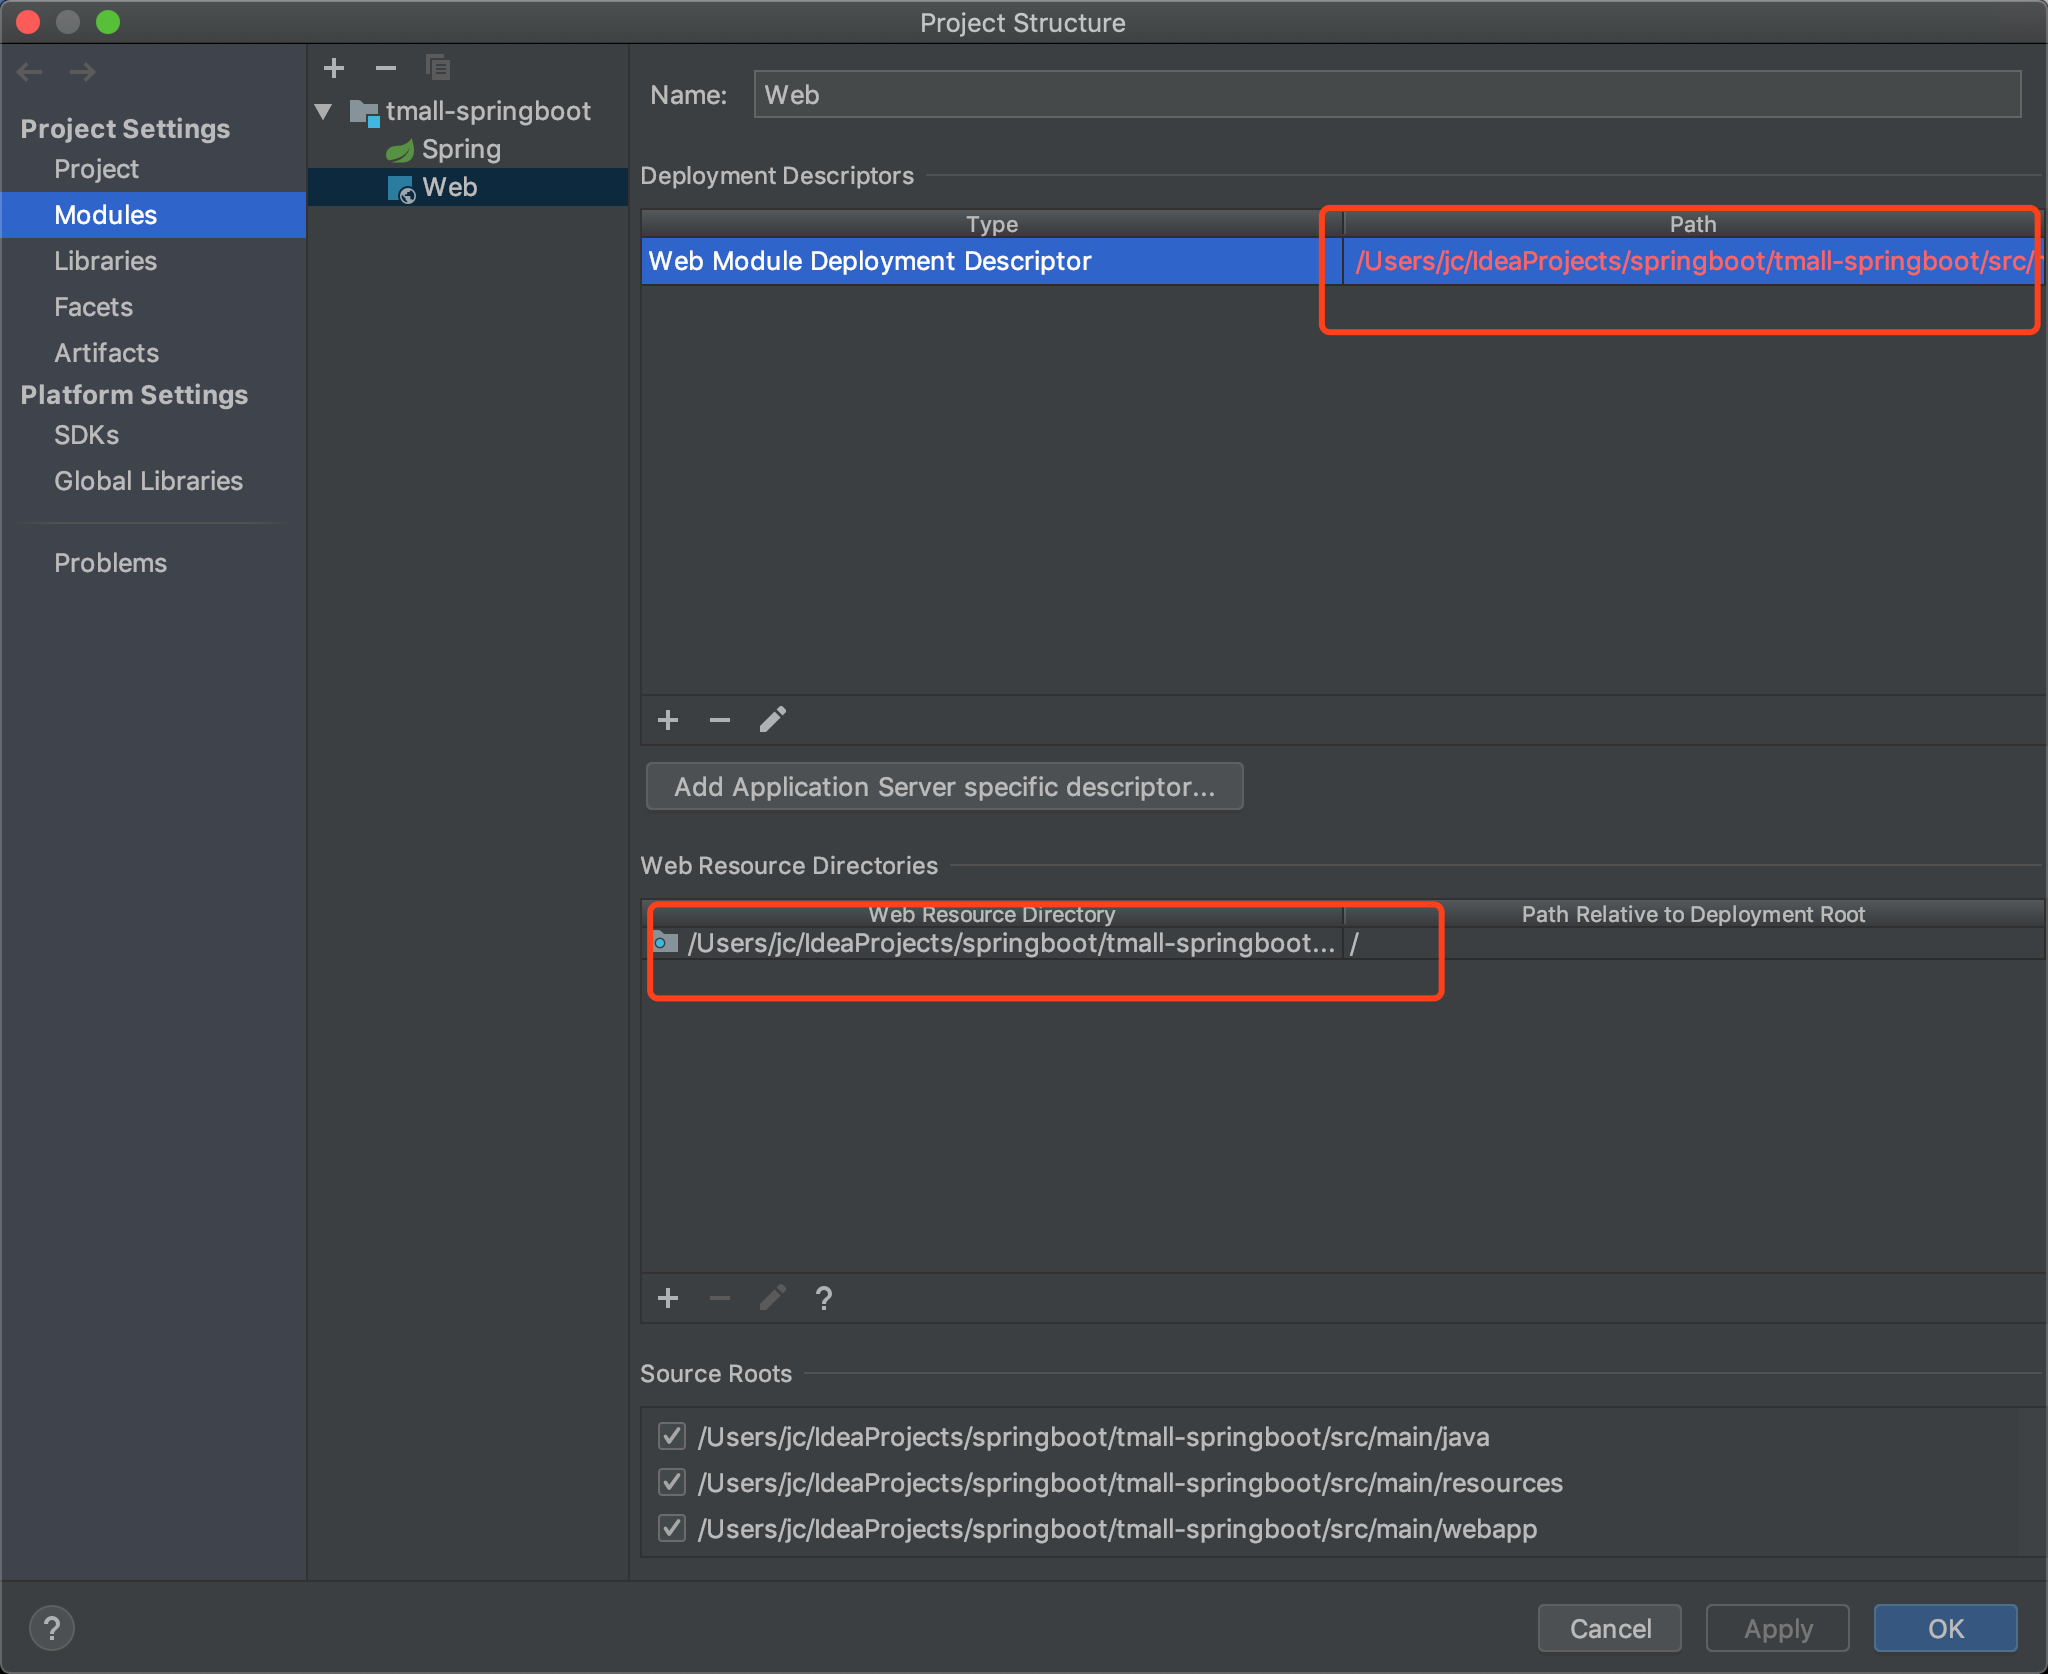 Project Structure
Project Settings
Project
Modules
Libraries
Facets
Artifacts
Platform Settings
SDKs
Global Libraries
Problems
tmall-springboot
Spring
Web
Name: Web
Deployment Descriptors
Type Path
Web Module Deployment Descriptor /Users/jc/IdeaProjects/springboot/tmall-springboot/src/
Add Application Server specific descriptor...
Web Resource Directories
Web Resource Directory Path Relative to Deployment Root
/Users/jc/IdeaProjects/springboot/tmall-springboot... /
?
Source Roots
/Users/jc/IdeaProjects/springboot/tmall-springboot/src/main/java
/Users/jc/IdeaProjects/springboot/tmall-springboot/src/main/resources
/Users/jc/IdeaProjects/springboot/tmall-springboot/src/main/webapp
? Cancel Apply OK